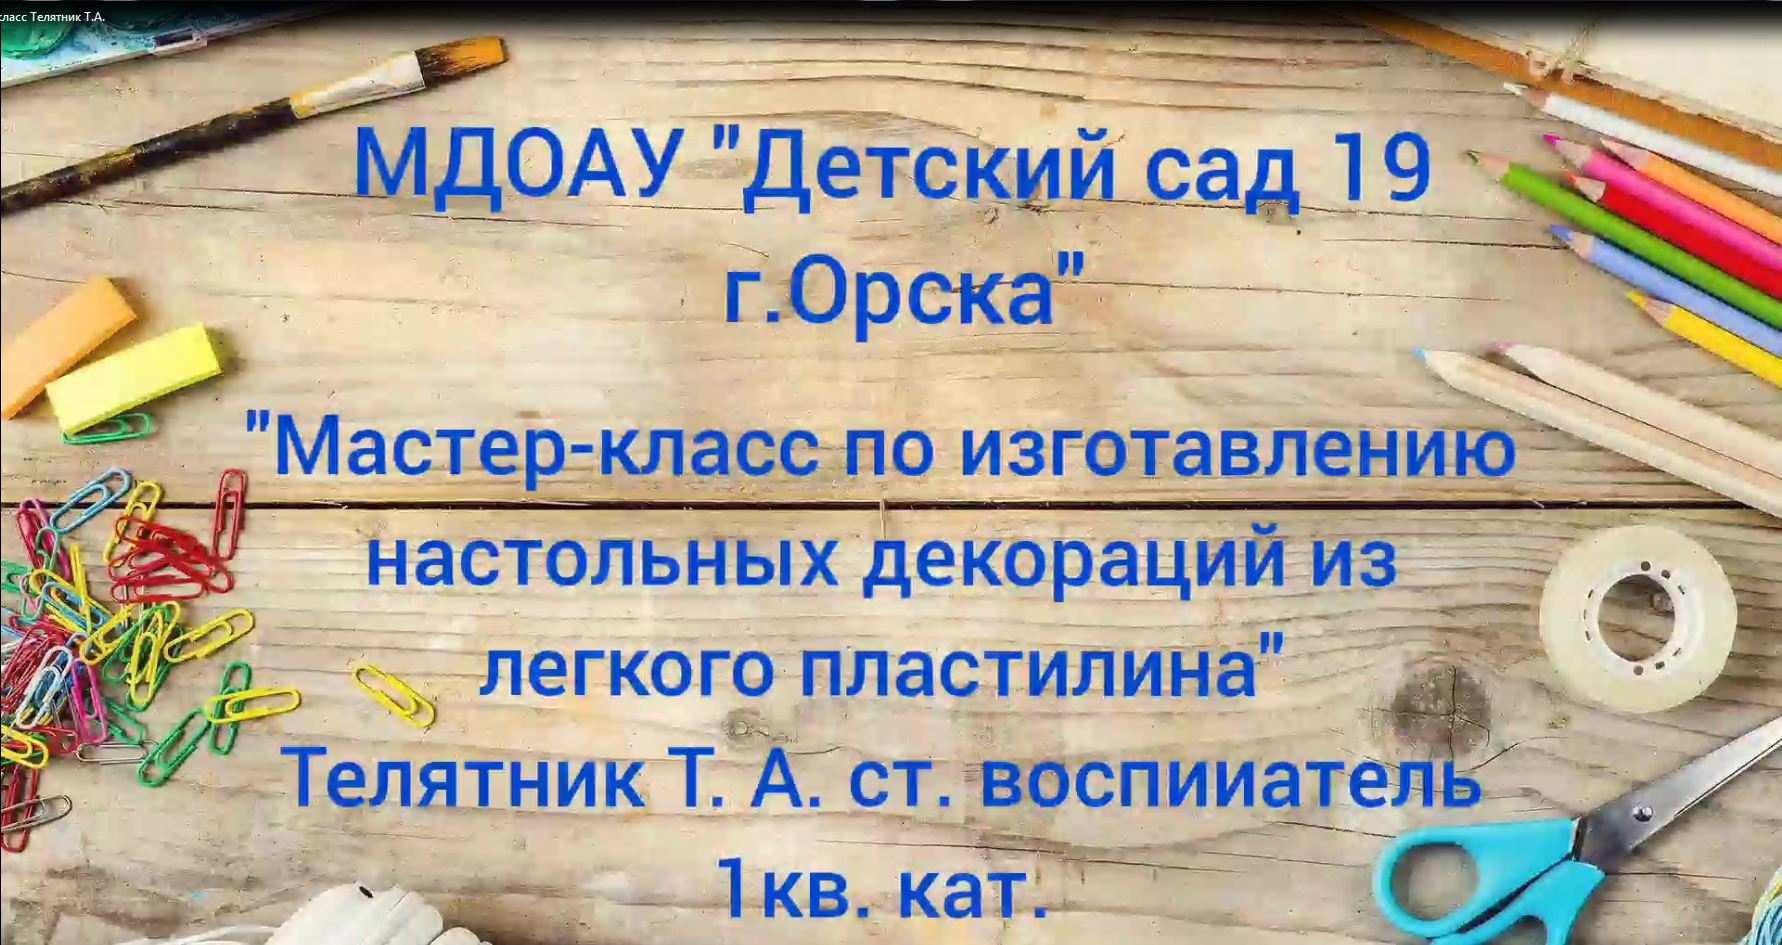 класс Телятник Т.А.
МДОАУ "Детский сад 19
г.Орска"
"Мастер-класс по изготавлению
настольных декораций из
легкого пластилина"
Телятник Т. А. ст. воспииатель
1кв. кат.